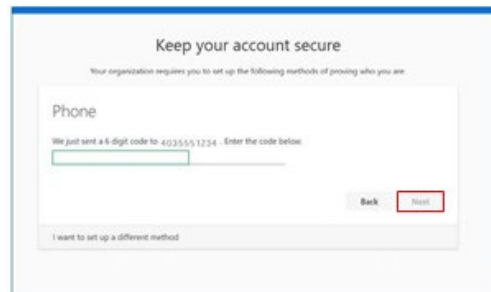 Keep your account secure
Your organization requires you to set up the following methods of proving who you are.
Phone
We just sent a 6 digit code to 4035551234 . Enter the code below.
Back Next
I want to set up a different method